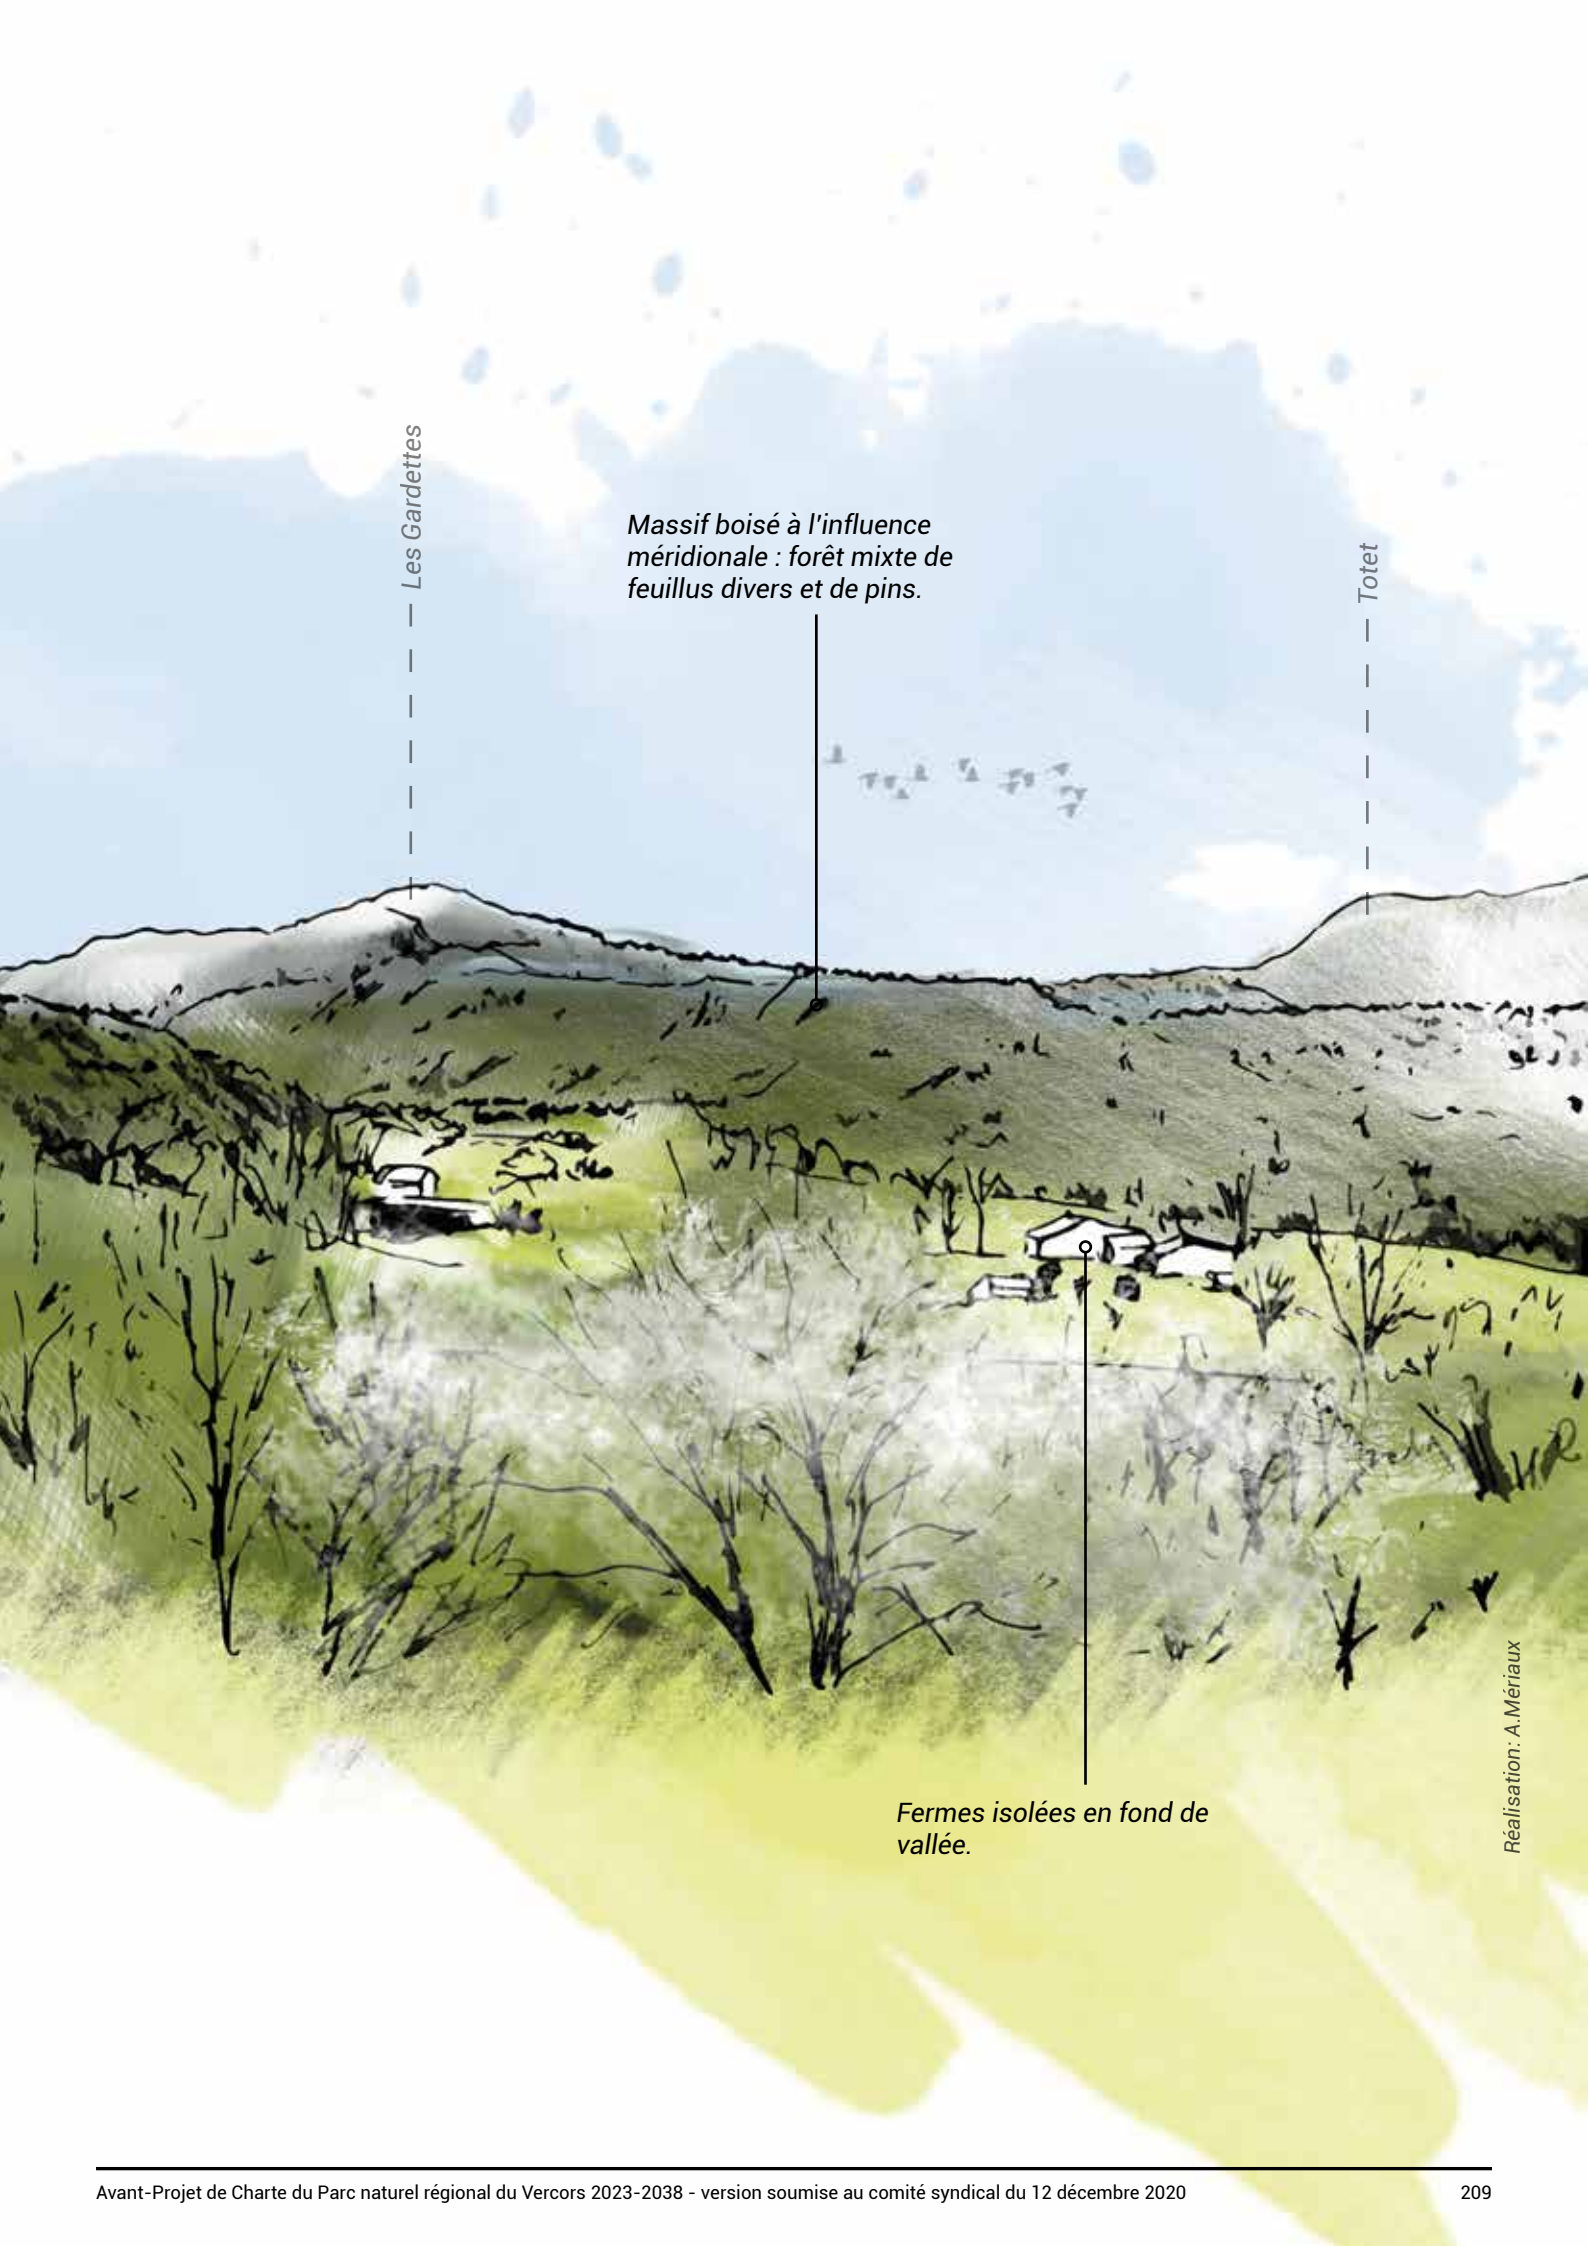 Les Gardettes
Massif boisé à l'influence
méridionale : forêt mixte de
feuillus divers et de pins.
Totet
Fermes isolées en fond de
vallée.
Réalisation: A.Mériaux
Avant-Projet de Charte du Parc naturel régional du Vercors 2023-2038 - version soumise au comité syndical du 12 décembre 2020
209